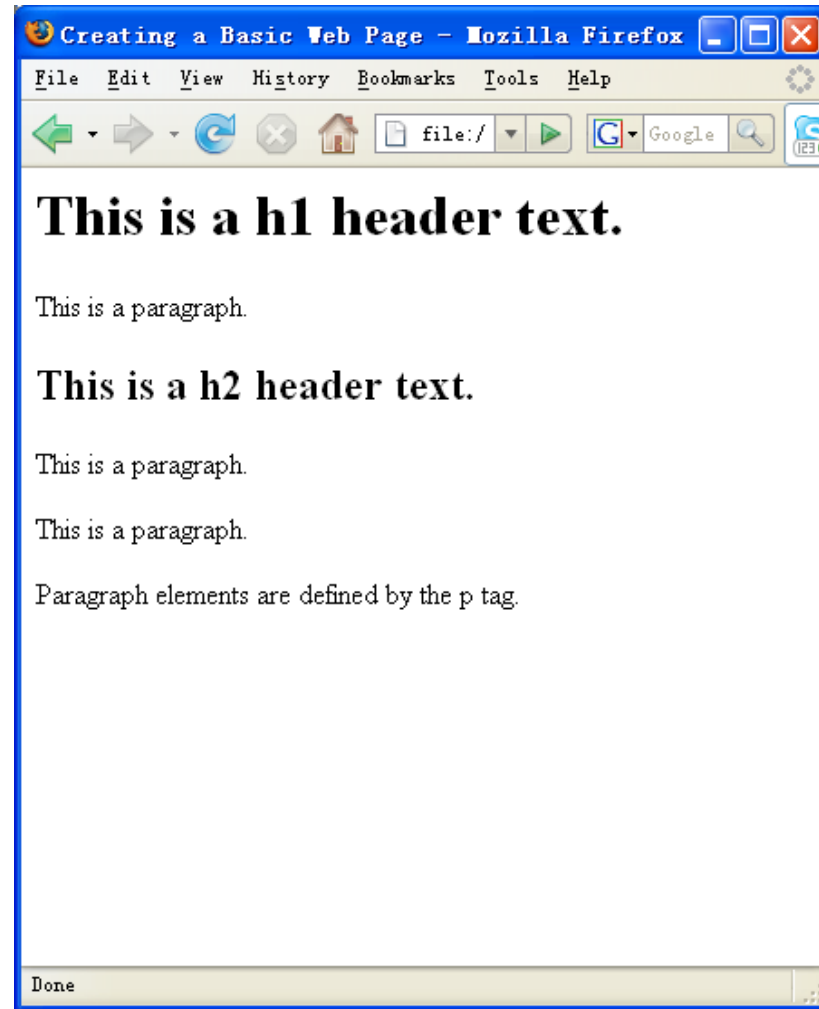 Creating a Basic Web Page - Mozilla Firefox
File Edit View History Bookmarks Tools Help
file:/ G Google
123
This is a h1 header text.
This is a paragraph.
This is a h2 header text.
This is a paragraph.
This is a paragraph.
Paragraph elements are defined by the p tag.
Done